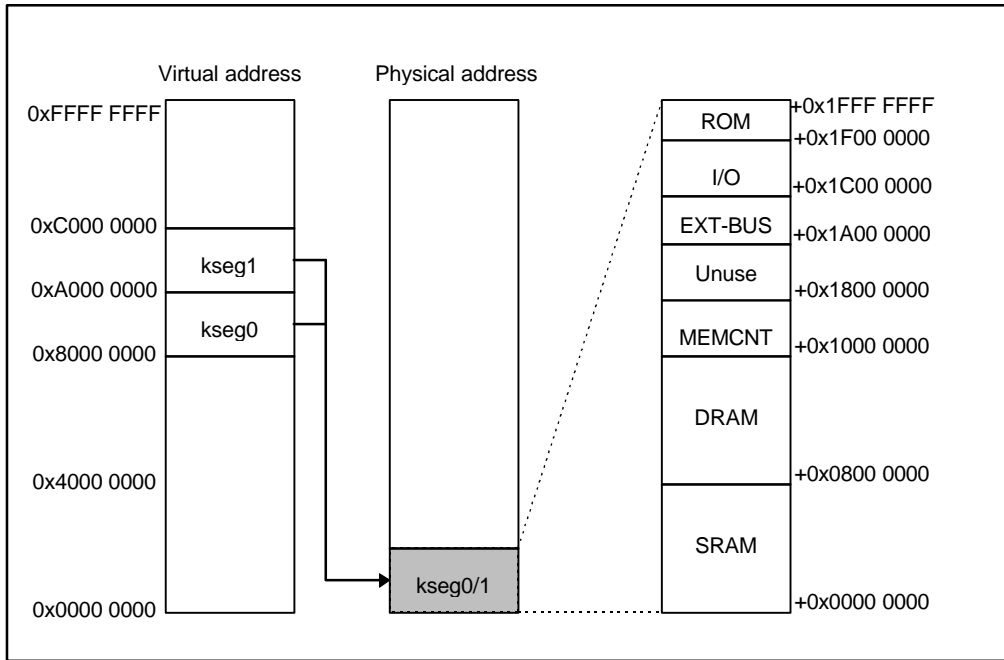 Virtual address
Physical address
0xFFFF FFFF
0xC000 0000
kseg1
0xA000 0000
kseg0
0x8000 0000
0x4000 0000
0x0000 0000
kseg0/1
+0x1FFF FFFF
ROM
+0x1F00 0000
I/O
+0x1C00 0000
EXT-BUS
+0x1A00 0000
Unuse
+0x1800 0000
MEMCNT
+0x1000 0000
DRAM
+0x0800 0000
SRAM
+0x0000 0000